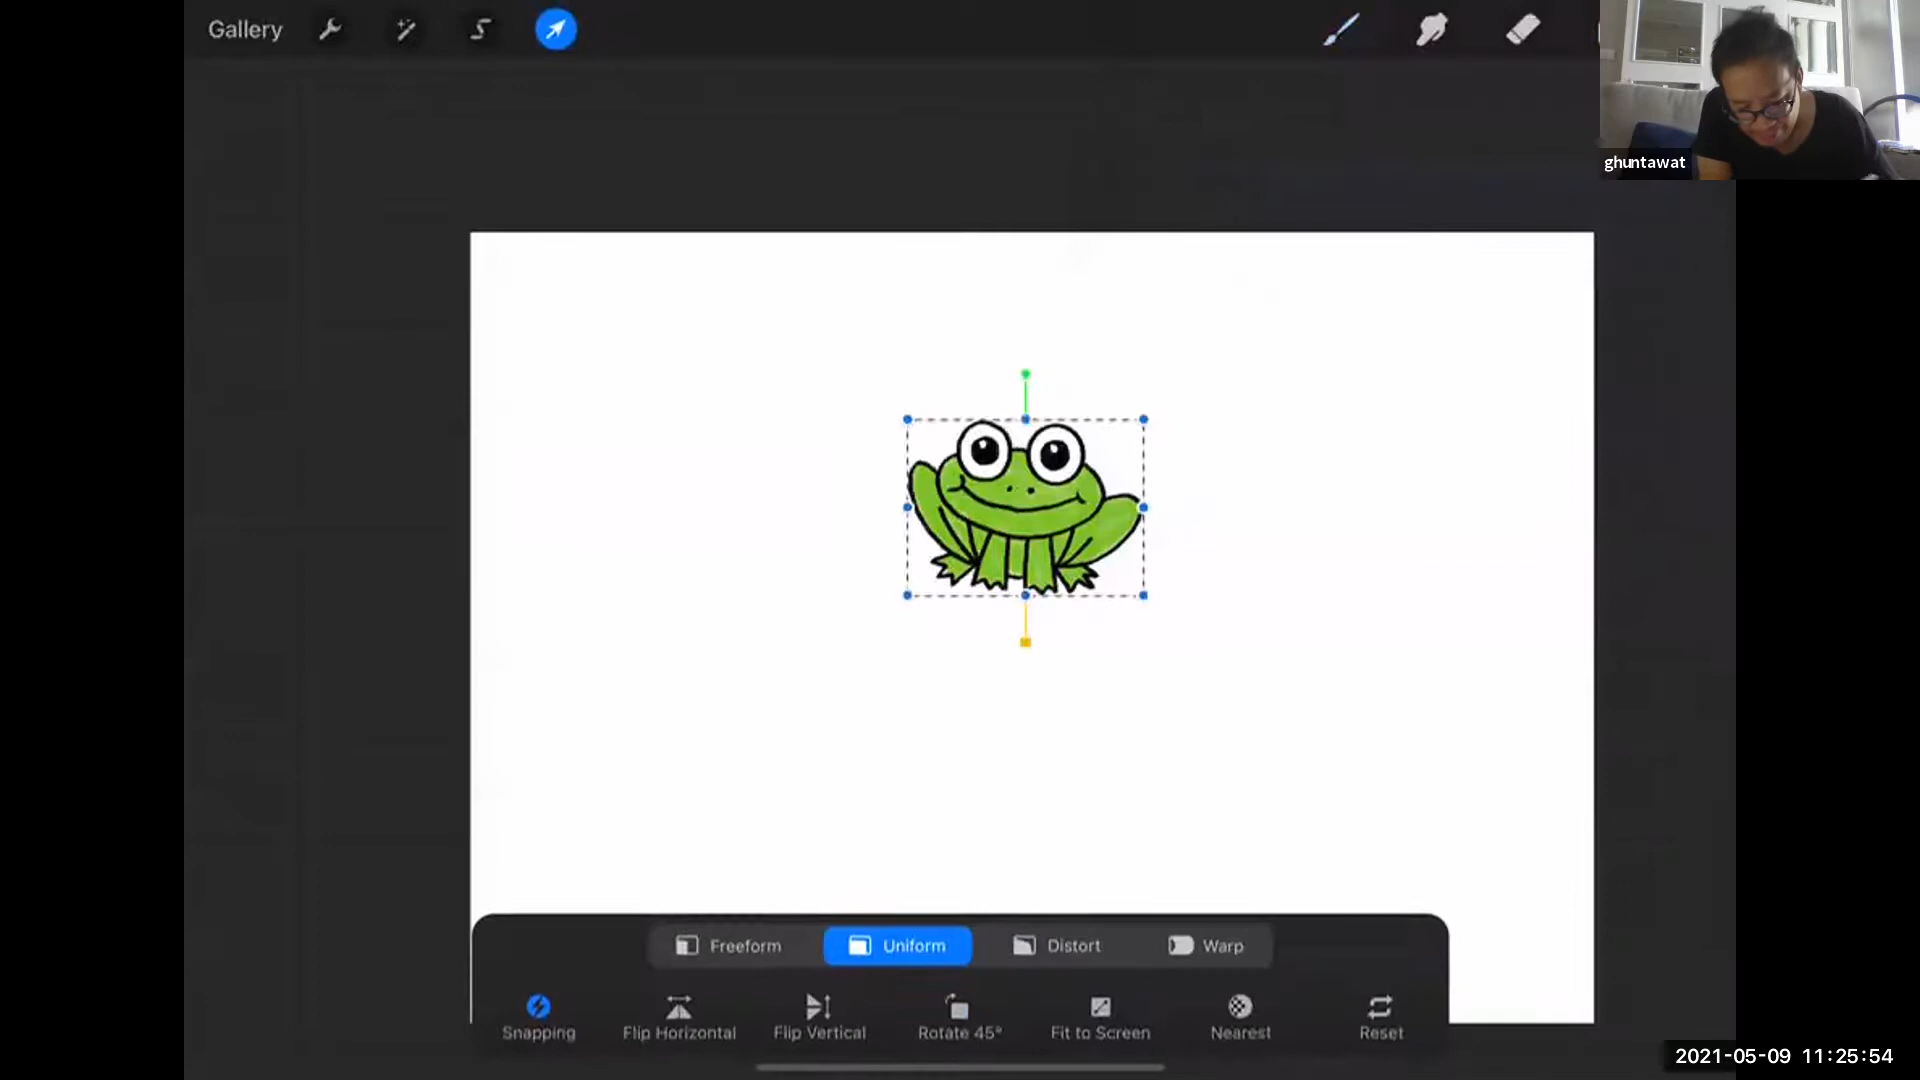 Gallery
ghuntawat
Freeform
Uniform
Distort
Warp
Snapping
Flip Horizontal
Flip Vertical
Rotate 45°
Fit to Screen
Nearest
Reset
2021-05-09 11:25:54